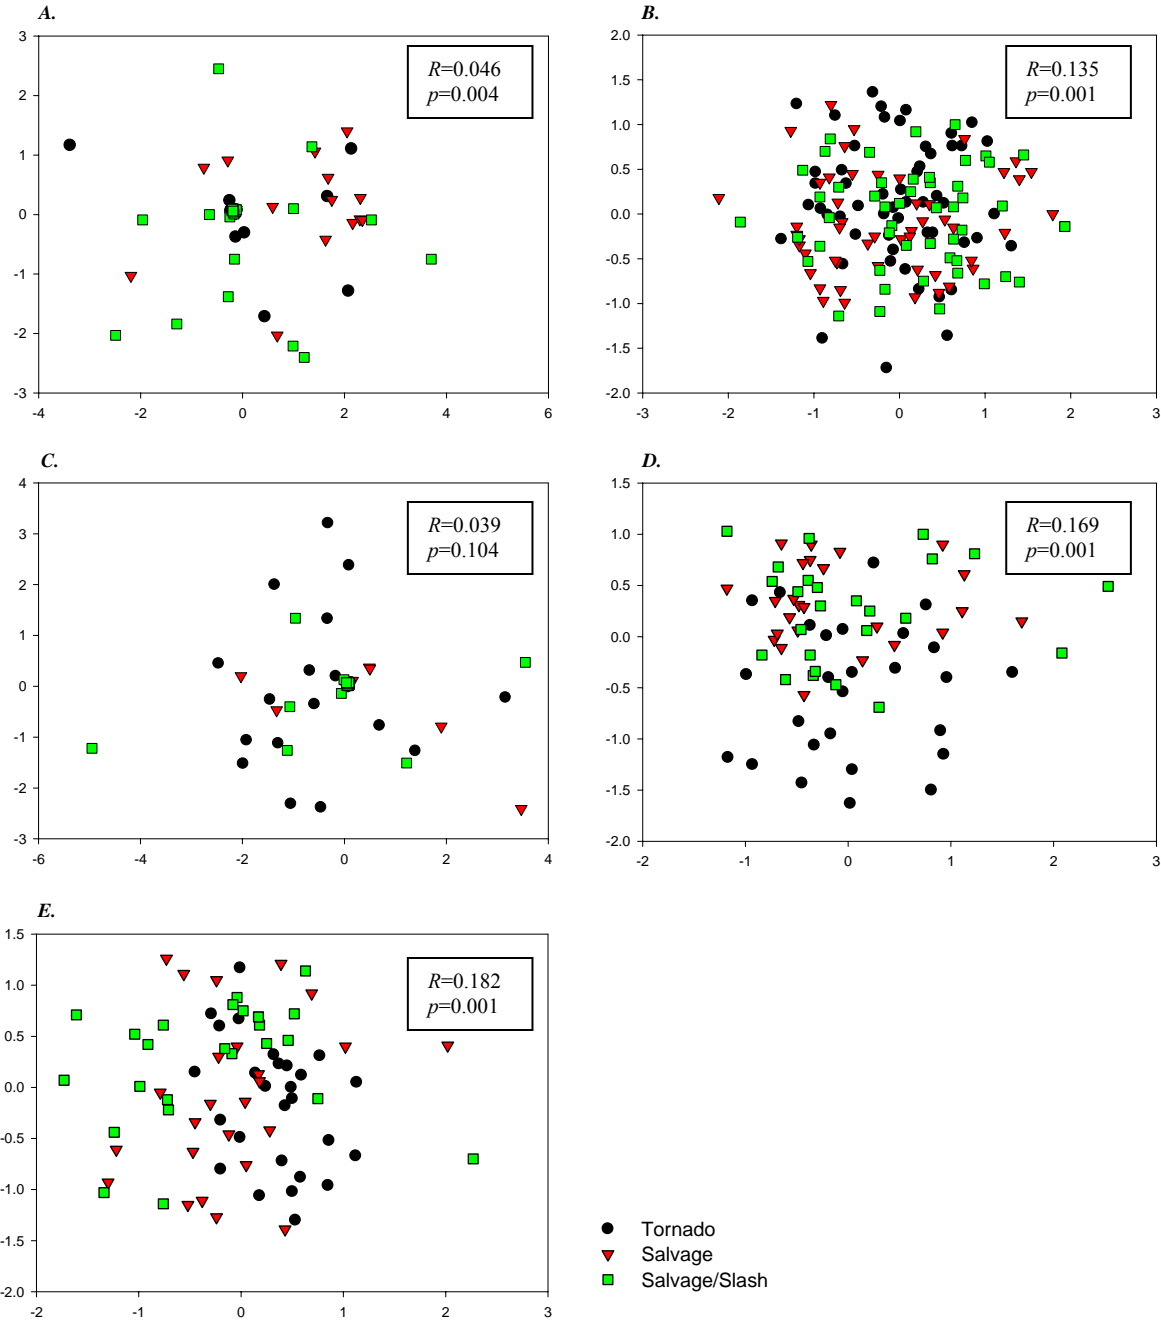 A.
R=0.046
p=0.004
3
2
1
0
-1
-2
-3
-4 -2 0 2 4 6
B.
R=0.135
p=0.001
2.0
1.5
1.0
0.5
0.0
-0.5
-1.0
-1.5
-2.0
-3 -2 -1 0 1 2 3
C.
R=0.039
p=0.104
4
3
2
1
0
-1
-2
-3
-6 -4 -2 0 2 4
D.
R=0.169
p=0.001
1.5
1.0
0.5
0.0
-0.5
-1.0
-1.5
-2.0
-2 -1 0 1 2 3
E.
R=0.182
p=0.001
1.5
1.0
0.5
0.0
-0.5
-1.0
-1.5
-2.0
-2 -1 0 1 2 3
Tornado
Salvage
Salvage/Slash